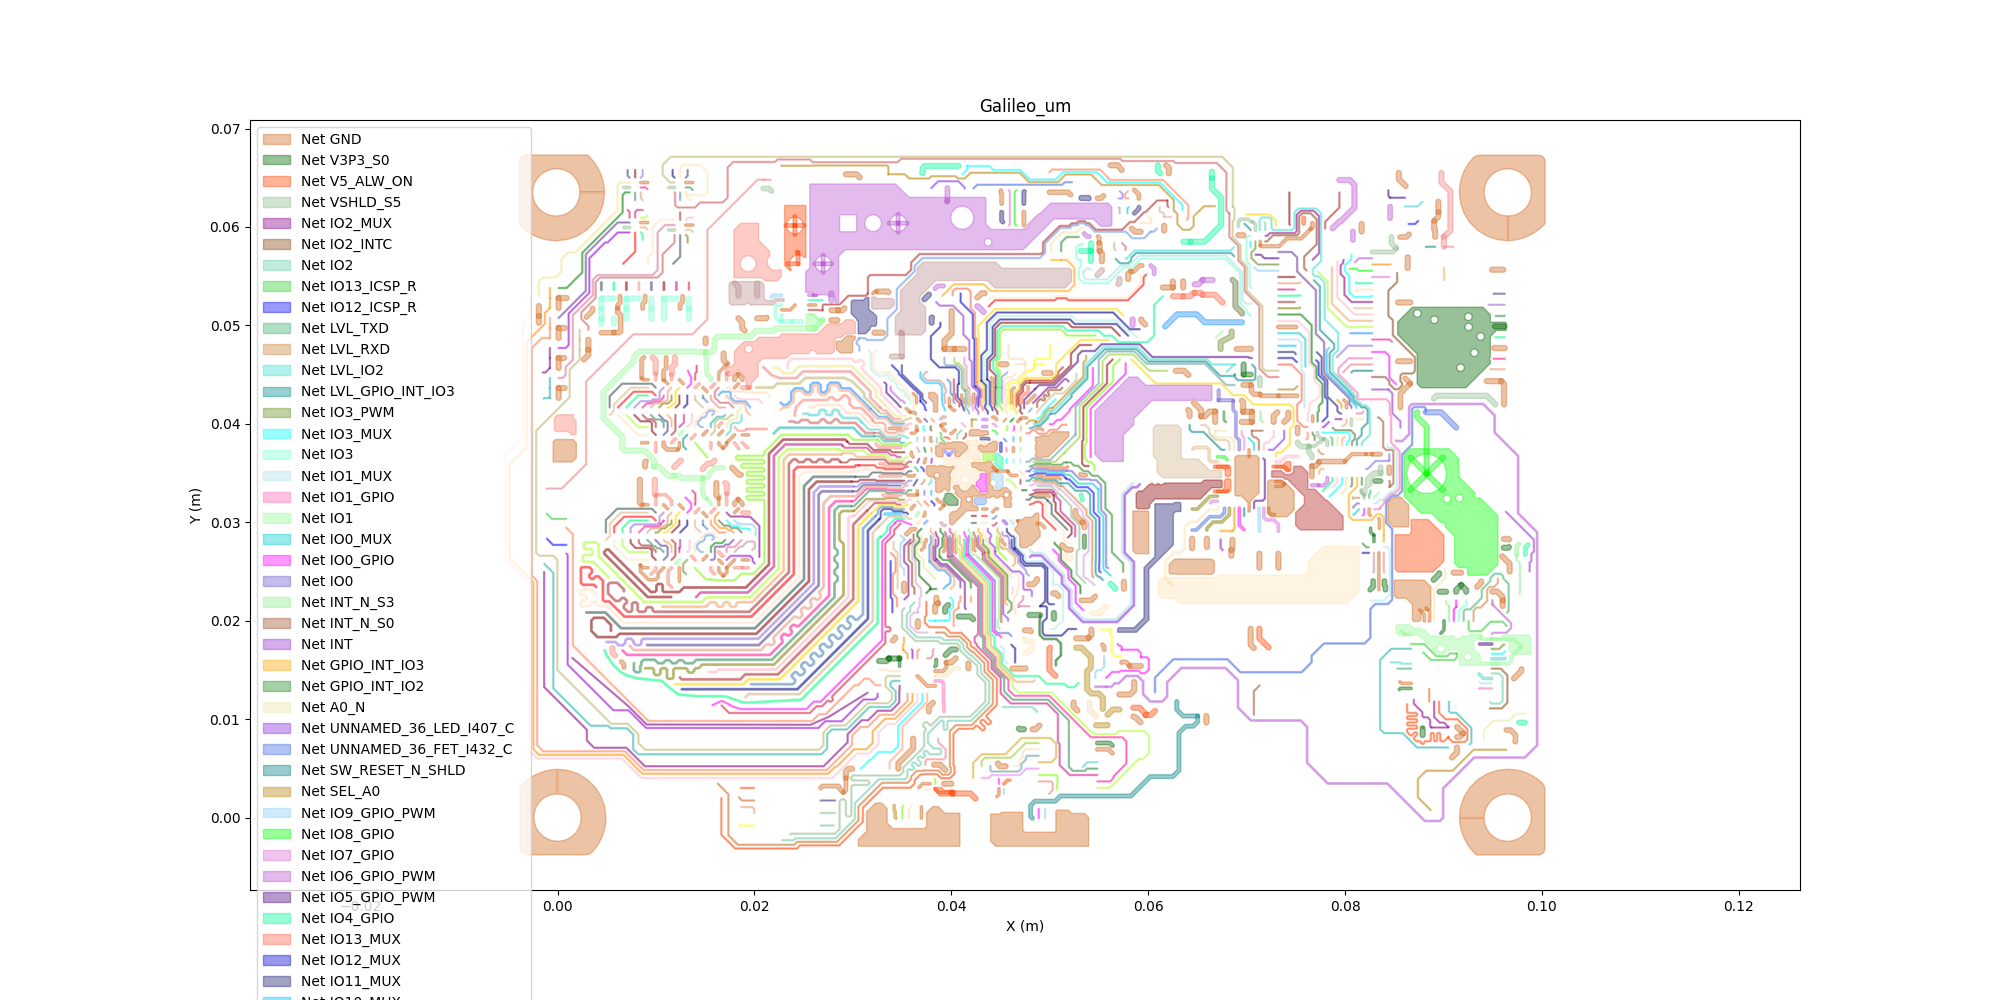 Galileo_um
0.07
0.06
0.05
0.04
0.03
0.02
0.01
0.00
Y (m)
Net GND
Net V3P3_S0
Net V5_ALW_ON
Net VSHLD_S5
Net IO2_MUX
Net IO2_INTC
Net IO2
Net IO13_ICSP_R
Net IO12_ICSP_R
Net LVL_TXD
Net LVL_RXD
Net LVL_IO2
Net LVL_GPIO_INT_IO3
Net IO3_PWM
Net IO3_MUX
Net IO3
Net IO1_MUX
Net IO1_GPIO
Net IO1
Net IO0_MUX
Net IO0_GPIO
Net IO0
Net INT_N_S3
Net INT_N_S0
Net INT
Net GPIO_INT_IO3
Net GPIO_INT_IO2
Net A0_N
Net UNNAMED_36_LED_I407_C
Net UNNAMED_36_FET_I432_C
Net SW_RESET_N_SHLD
Net SEL_A0
Net IO9_GPIO_PWM
Net IO8_GPIO
Net IO7_GPIO
Net IO6_GPIO_PWM
Net IO5_GPIO_PWM
Net IO4_GPIO
Net IO13_MUX
Net IO12_MUX
Net IO11_MUX
Net IO10_MUX
−0.02 0.00 0.02 0.04 0.06 0.08 0.10 0.12
X (m)